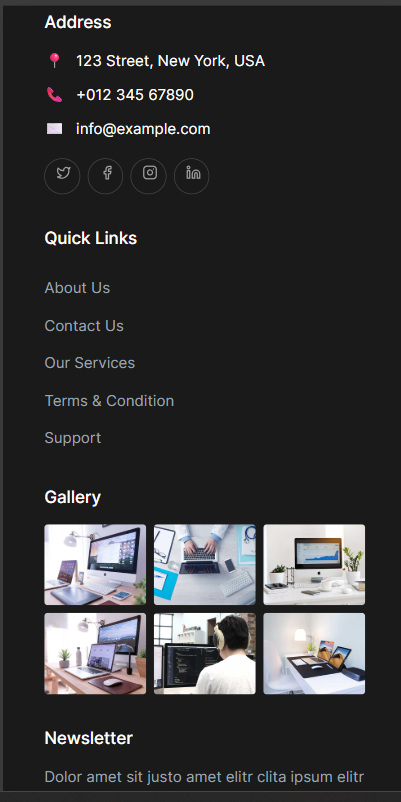 Address
123 Street, New York, USA
+012 345 67890
info@example.com
Quick Links
About Us
Contact Us
Our Services
Terms & Condition
Support
Gallery
Newsletter
Dolor amet sit justo amet elitr clita ipsum elitr